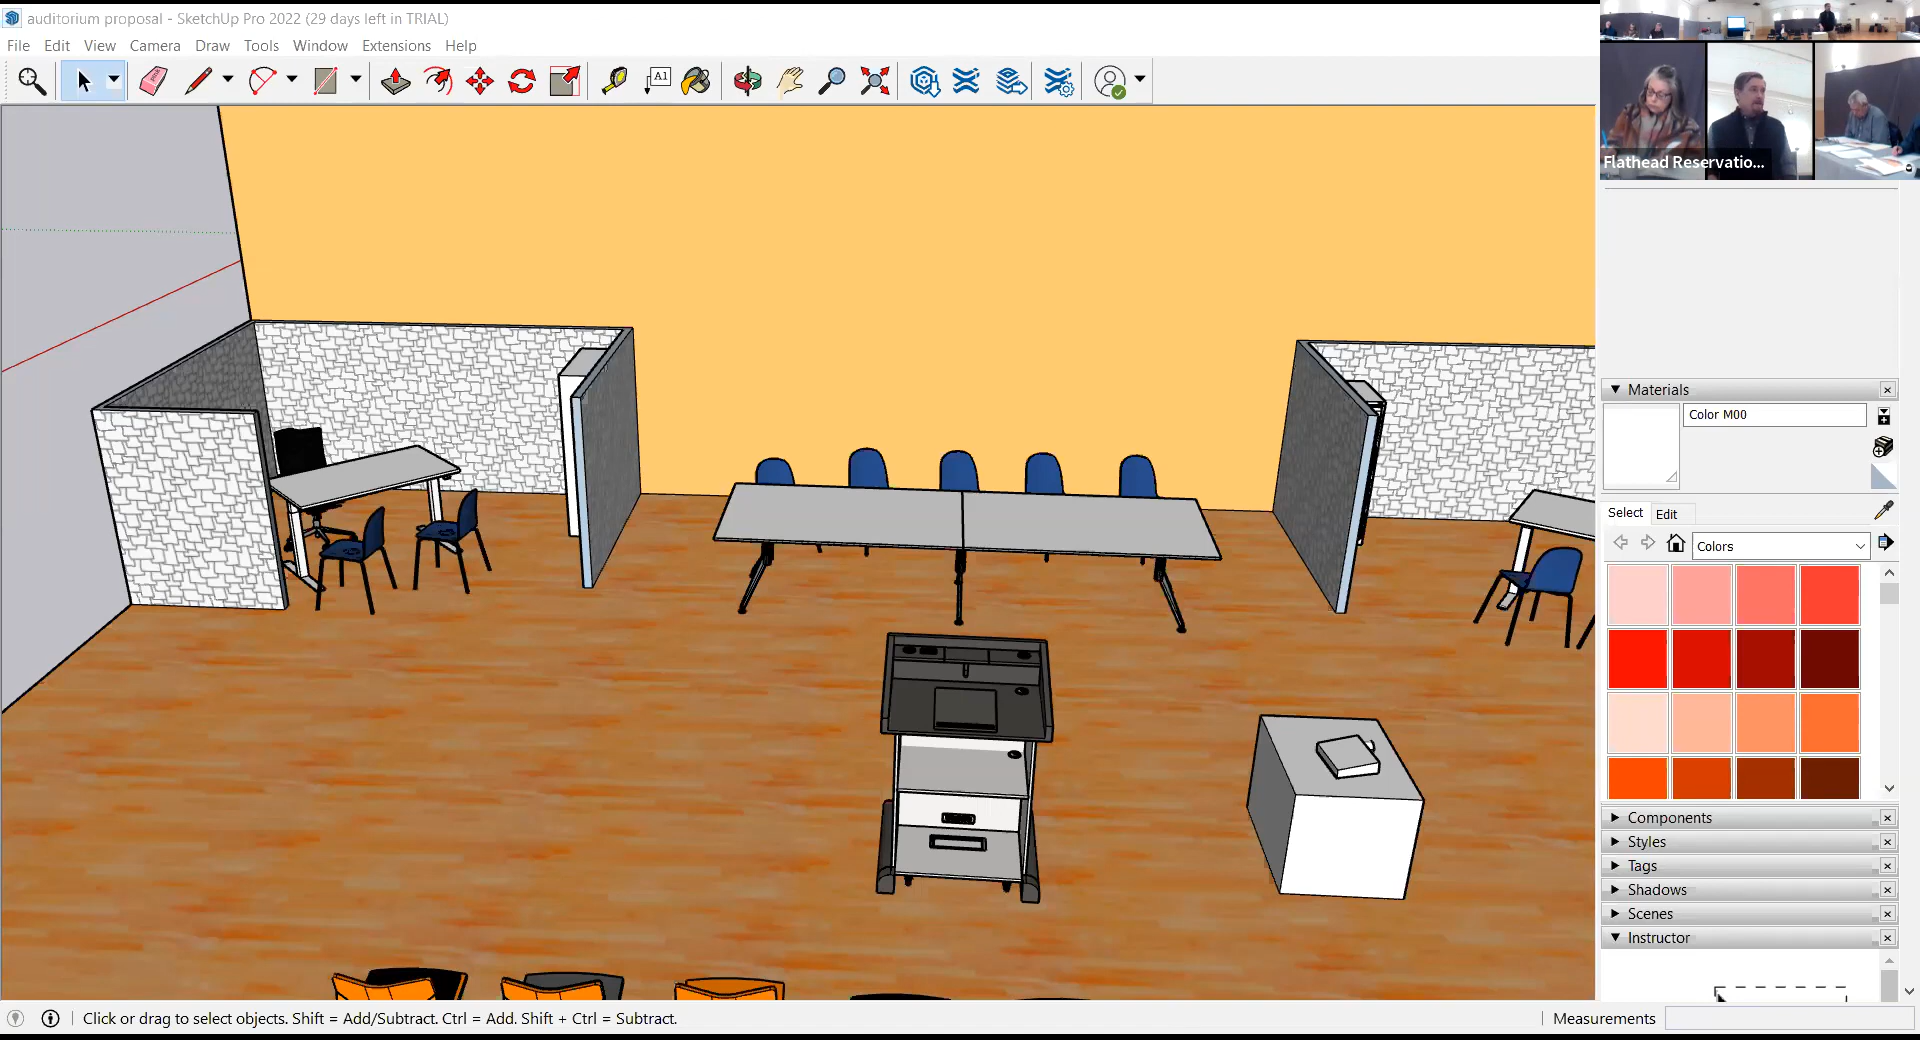 auditorium proposal - SketchUp Pro 2022 (29 days left in TRIAL)
File Edit View Camera Draw Tools Window Extensions Help
A1
Flathead Reservatio...
Materials
Color M00
Select Edit
Colors
Components
Styles
Tags
Shadows
Scenes
Instructor
Click or drag to select objects. Shift = Add/Subtract. Ctrl = Add. Shift + Ctrl = Subtract.
Measurements